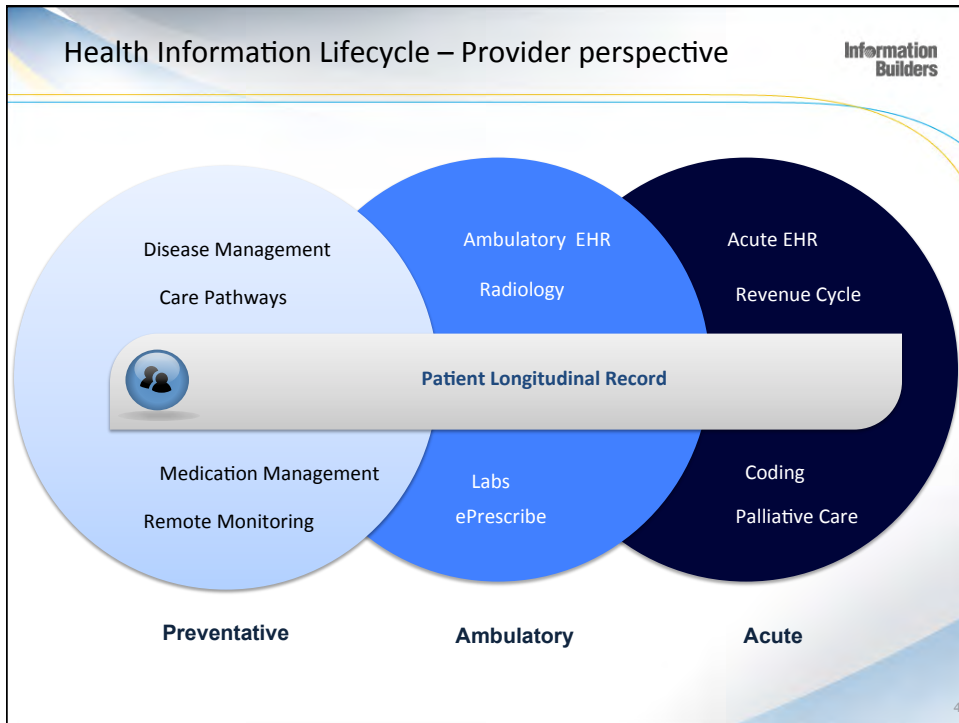 Health Information Lifecycle – Provider perspective
Information
Builders
Disease Management
Care Pathways
Ambulatory EHR
Radiology
Acute EHR
Revenue Cycle
Patient Longitudinal Record
Medication Management
Remote Monitoring
Labs
ePrescribe
Coding
Palliative Care
Preventative
Ambulatory
Acute
4